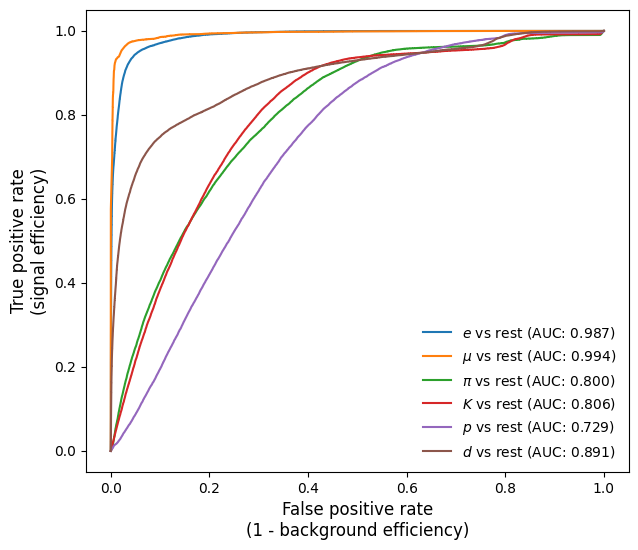 1.0
0.8
0.6
0.4
0.2
0.0
True positive rate
(signal efficiency)
e vs rest (AUC: 0.987)
μ vs rest (AUC: 0.994)
π vs rest (AUC: 0.800)
K vs rest (AUC: 0.806)
p vs rest (AUC: 0.729)
d vs rest (AUC: 0.891)
0.0 0.2 0.4 0.6 0.8 1.0
False positive rate
(1 - background efficiency)